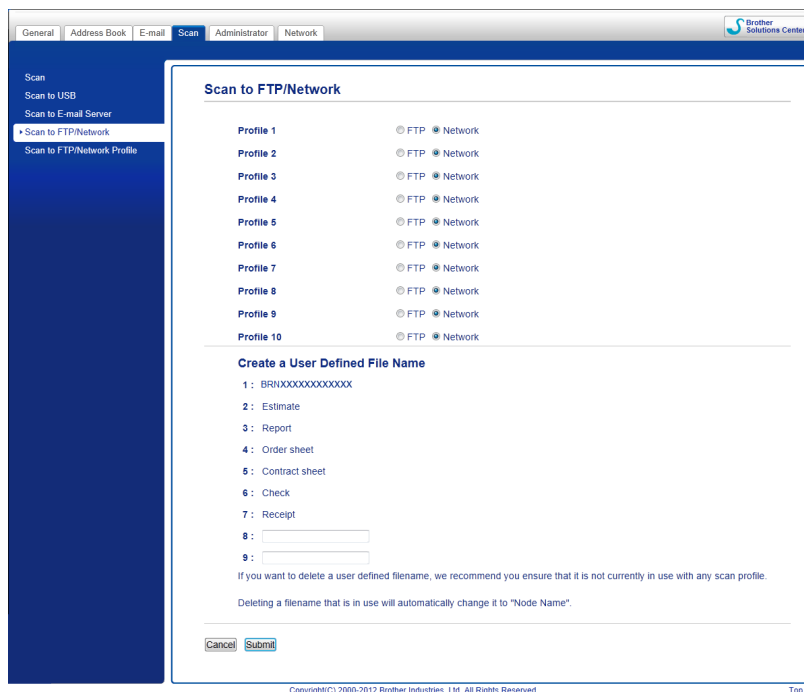 General Address Book E-mail Scan Administrator Network
Brother
Solutions Center
Scan
Scan to USB
Scan to E-mail Server
Scan to FTP/Network
Scan to FTP/Network Profile
Scan to FTP/Network
Profile 1 FTP Network
Profile 2 FTP Network
Profile 3 FTP Network
Profile 4 FTP Network
Profile 5 FTP Network
Profile 6 FTP Network
Profile 7 FTP Network
Profile 8 FTP Network
Profile 9 FTP Network
Profile 10 FTP Network
Create a User Defined File Name
1 : BRNXXXXXXXXXXXX
2 : Estimate
3 : Report
4 : Order sheet
5 : Contract sheet
6 : Check
7 : Receipt
8 :
9 :
If you want to delete a user defined filename, we recommend you ensure that it is not currently in use with any scan profile.
Deleting a filename that is in use will automatically change it to "Node Name".
Cancel Submit
Copyright(C) 2000-2012 Brother Industries, Ltd. All Rights Reserved. Top